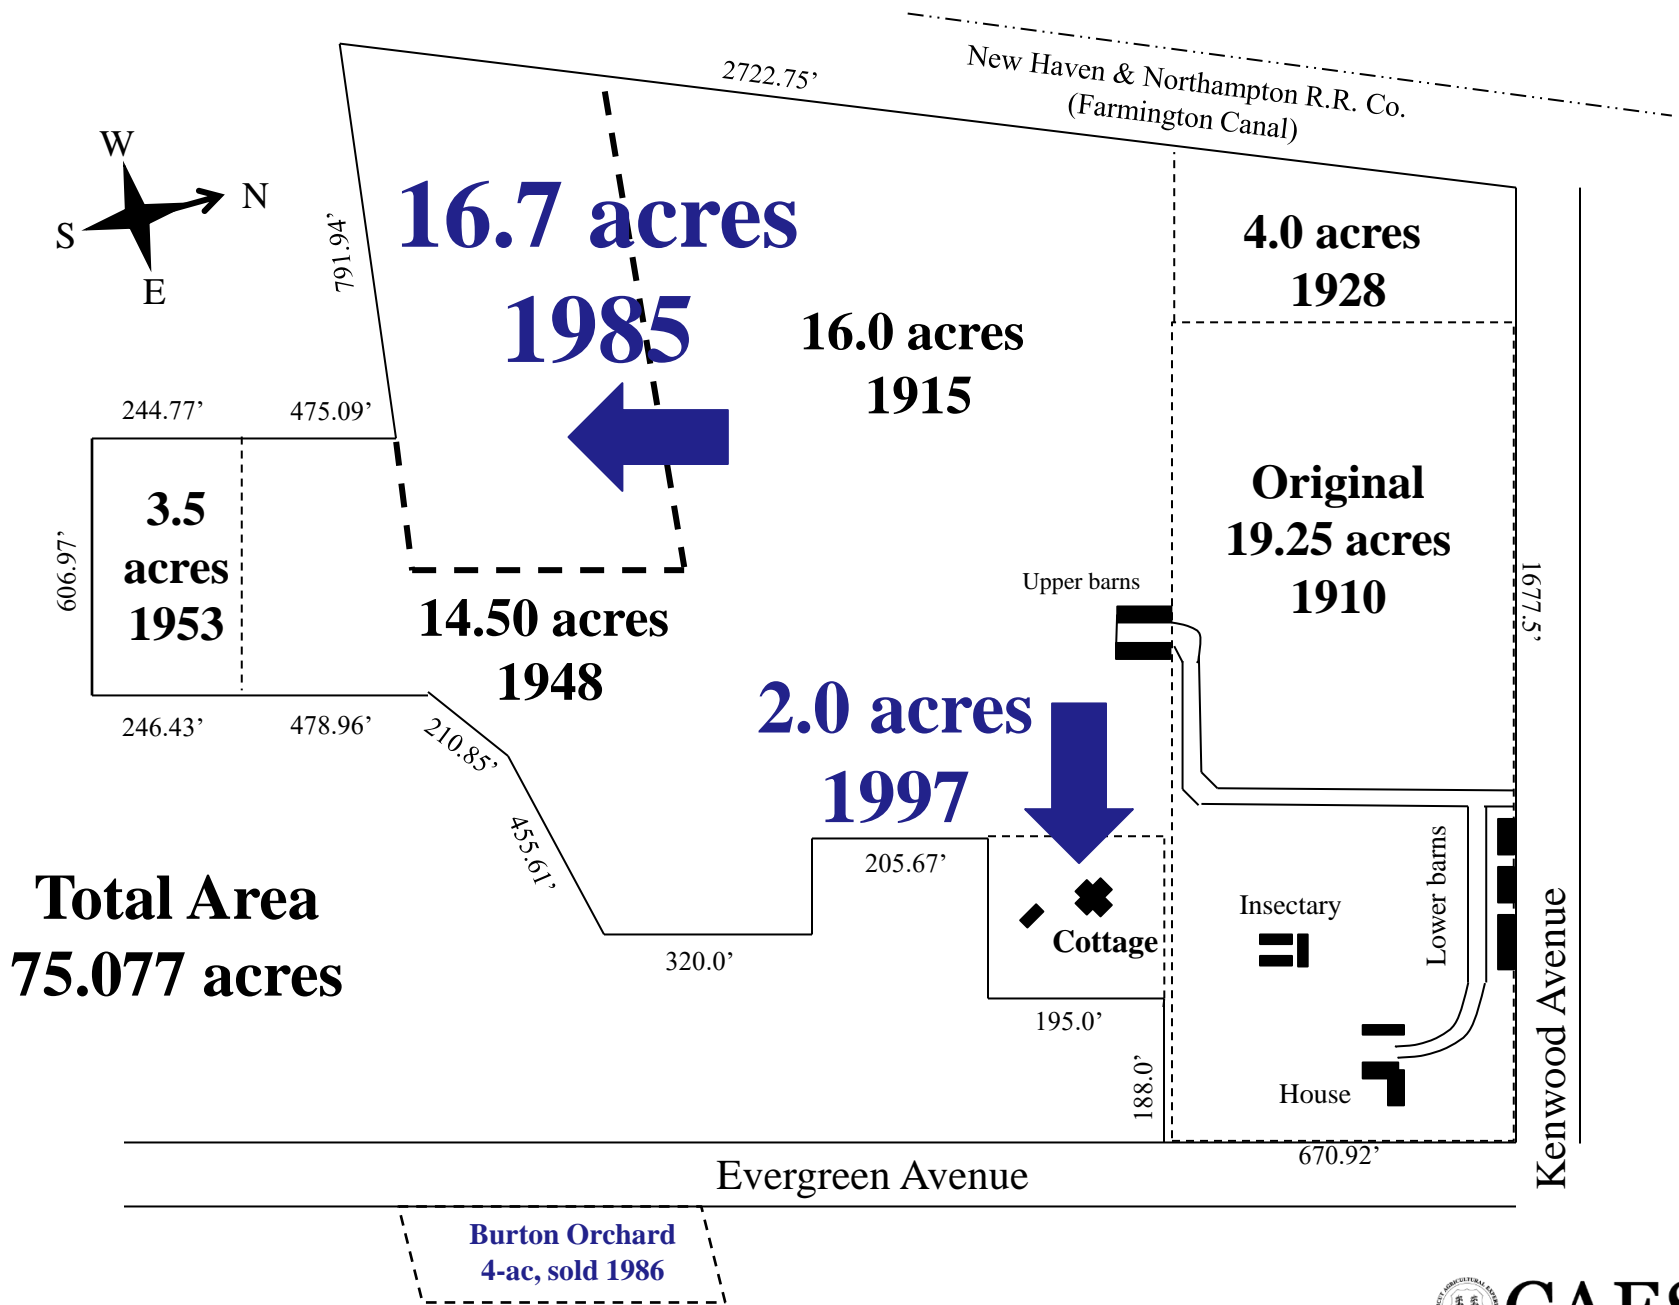 New Haven & Northampton R.R. Co.
(Farmington Canal)
2722.75’
W
N
S
E
791.94’
16.7 acres
1985
4.0 acres
1928
16.0 acres
1915
244.77’
475.09’
3.5
acres
1953
606.97’
Original
19.25 acres
1910
1677.5’
Upper barns
14.50 acres
1948
2.0 acres
1997
246.43’
478.96’
210.85’
455.61’
205.67’
320.0’
Total Area
75.077 acres
Cottage
195.0’
188.0’
Insectary
Lower barns
House
Kenwood Avenue
670.92’
Evergreen Avenue
Burton Orchard
4-ac, sold 1986